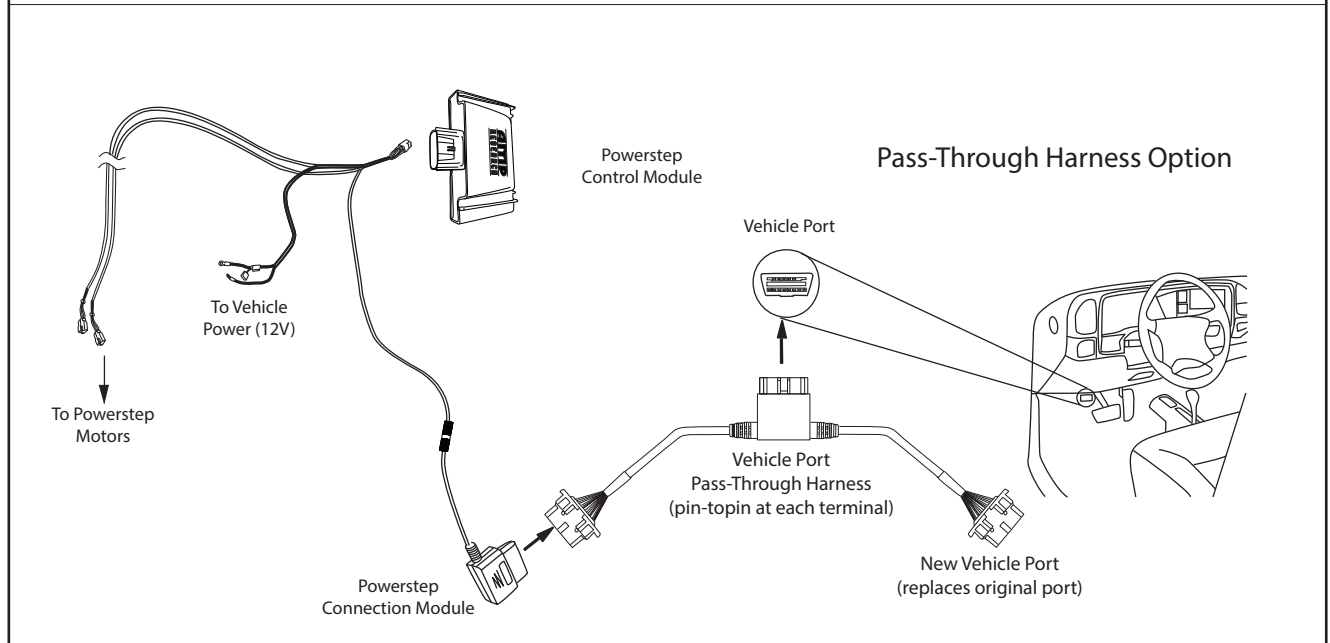 Powerstep
Control Module
Pass-Through Harness Option
Vehicle Port
To Vehicle
Power (12V)
To Powerstep
Motors
Vehicle Port
Pass-Through Harness
(pin-topin at each terminal)
New Vehicle Port
(replaces original port)
Powerstep
Connection Module